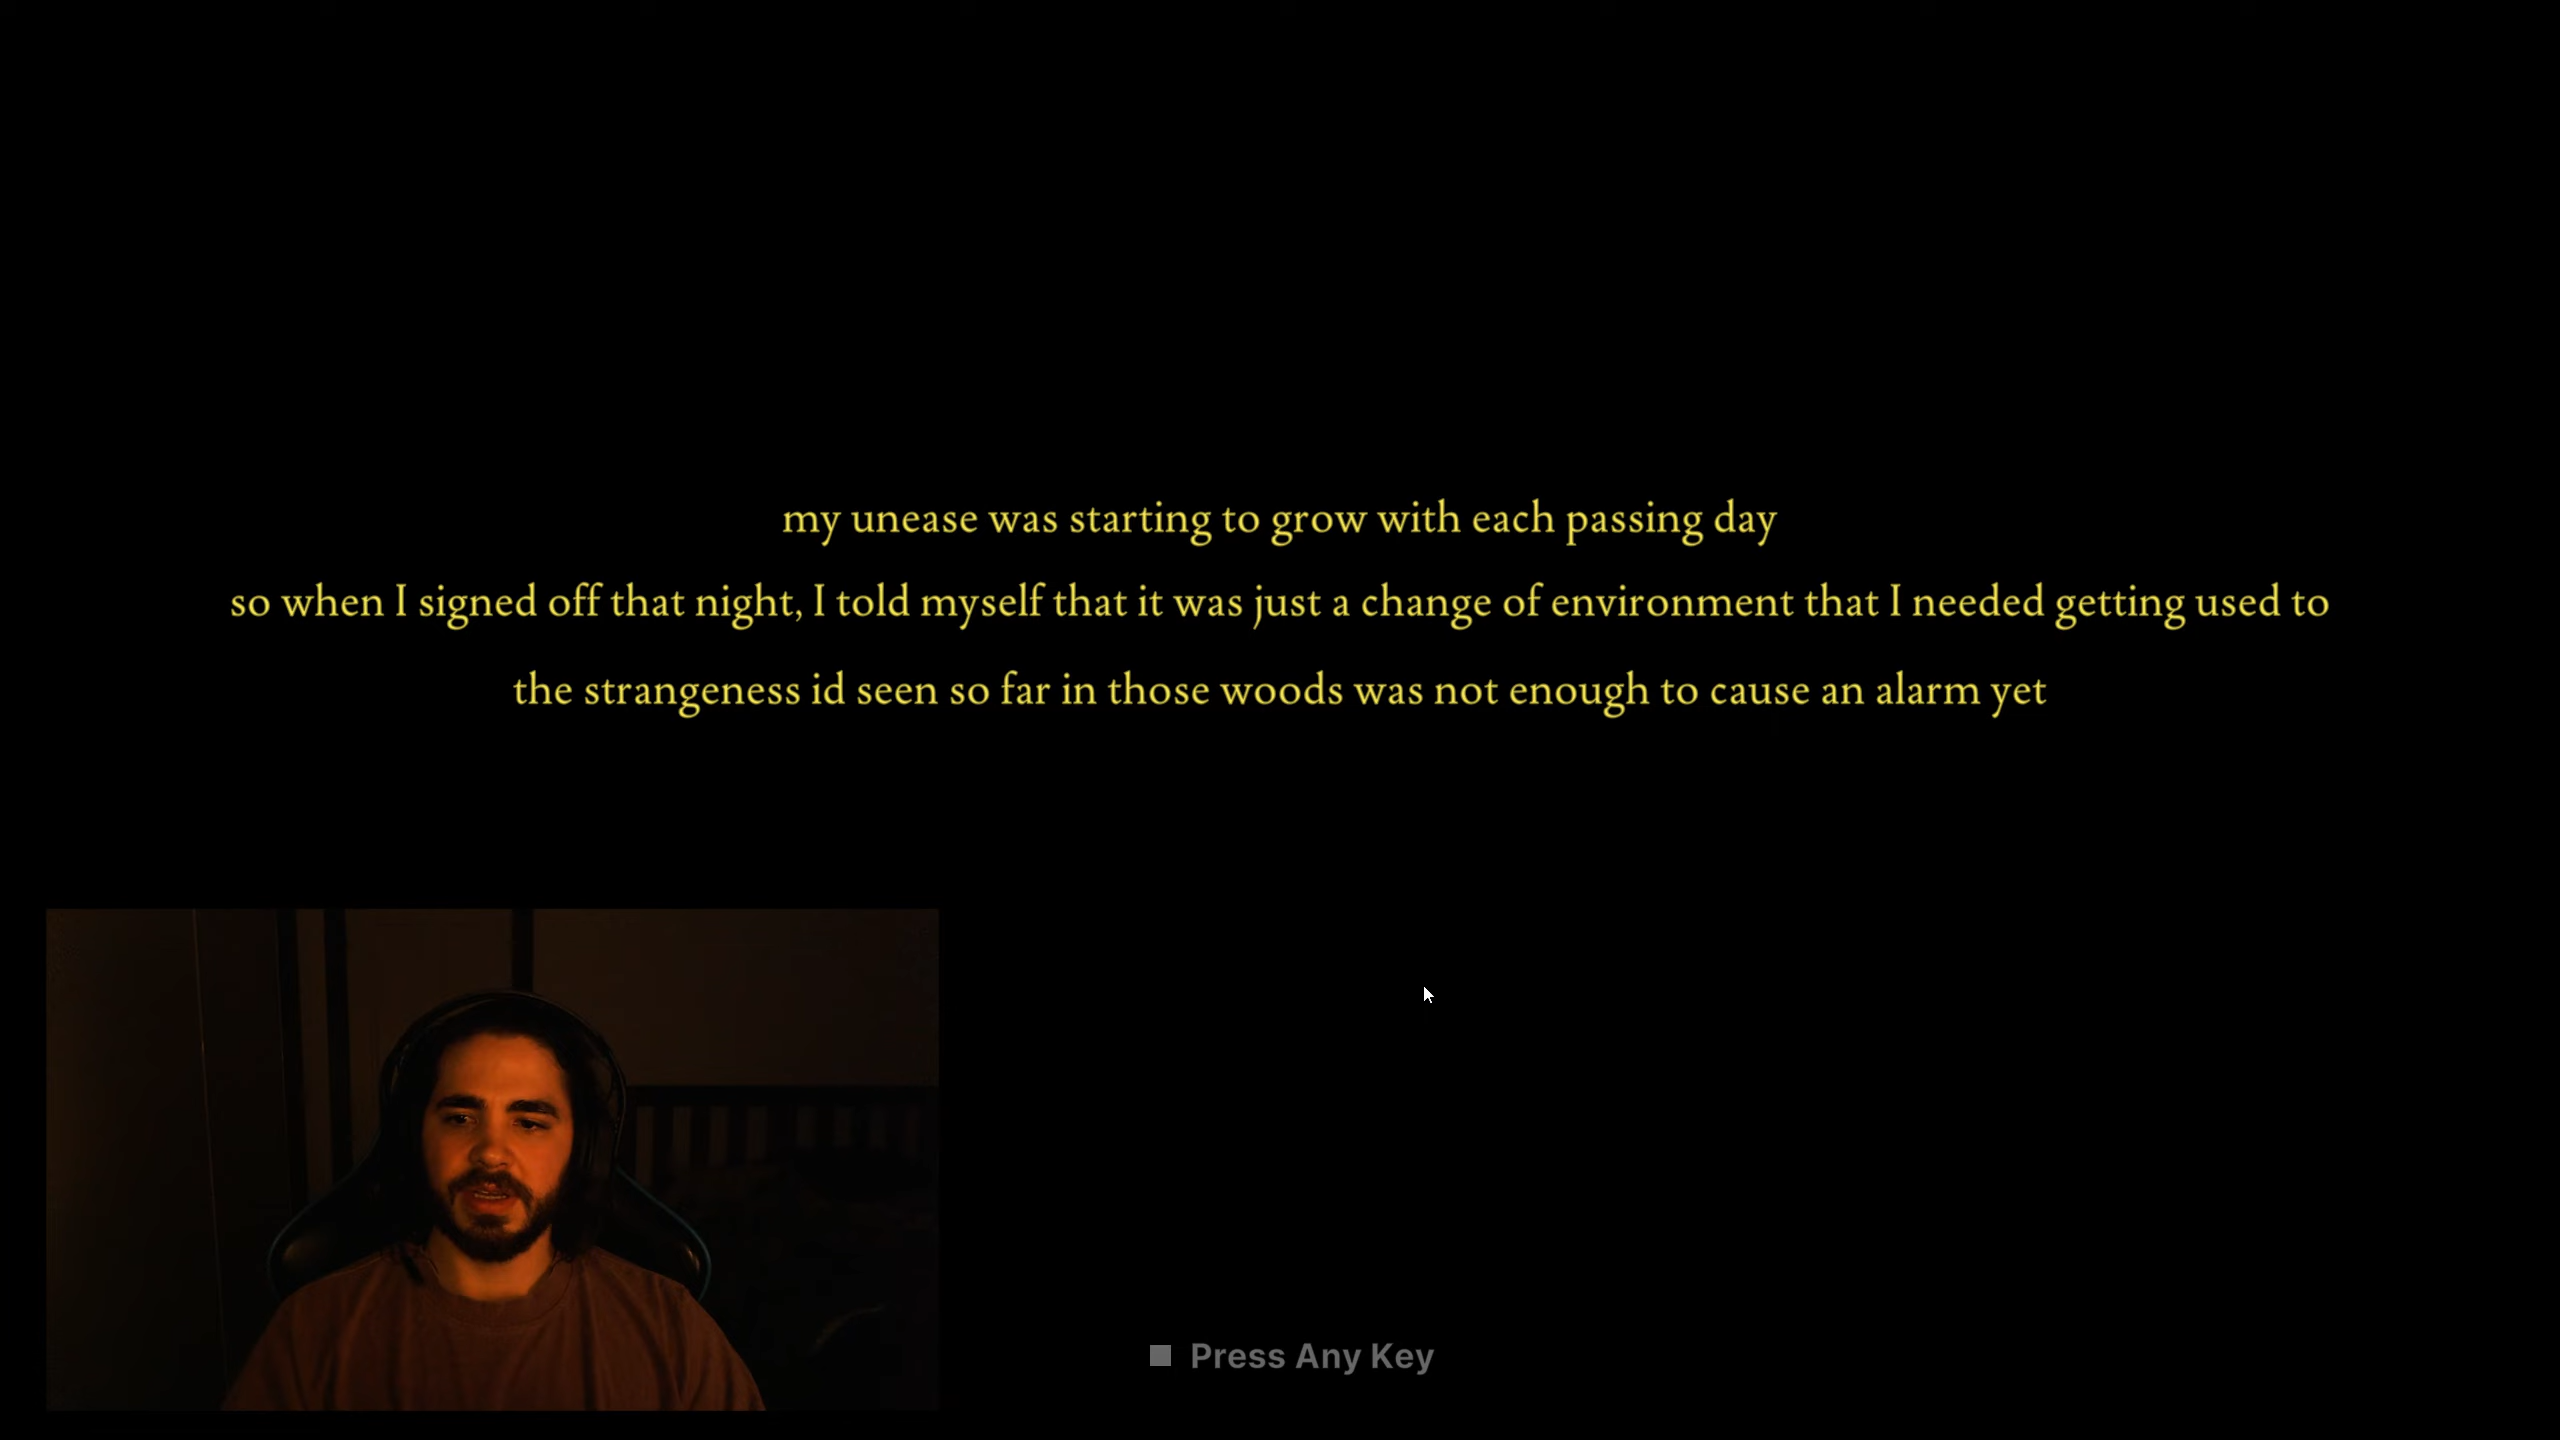 my unease was starting to grow with each passing day
so when I signed off that night, I told myself that it was just a change of environment that I needed getting used to
the strangeness id seen so far in those woods was not enough to cause an alarm yet
Press Any Key